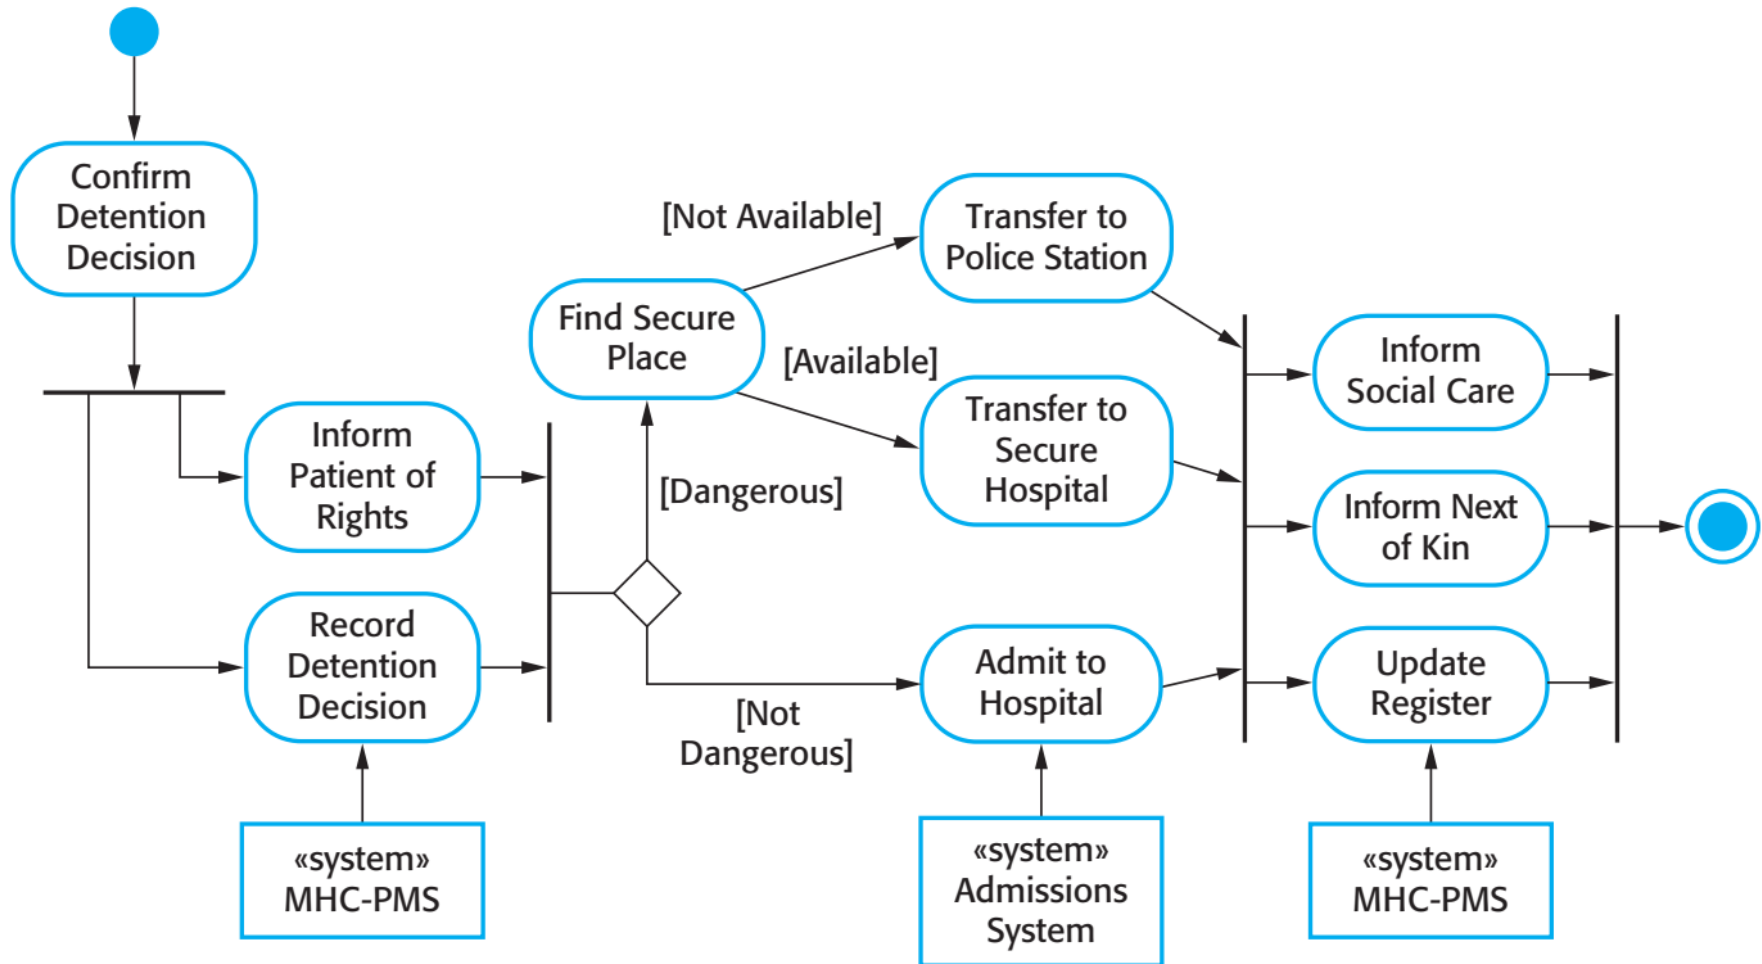 Confirm
Detention
Decision
Inform
Patient of
Rights
Record
Detention
Decision
«system»
MHC-PMS
Find Secure
Place
[Dangerous]
[Not
Dangerous]
[Not Available]
[Available]
Transfer to
Police Station
Transfer to
Secure
Hospital
Admit to
Hospital
«system»
Admissions
System
Inform
Social Care
Inform Next
of Kin
Update
Register
«system»
MHC-PMS